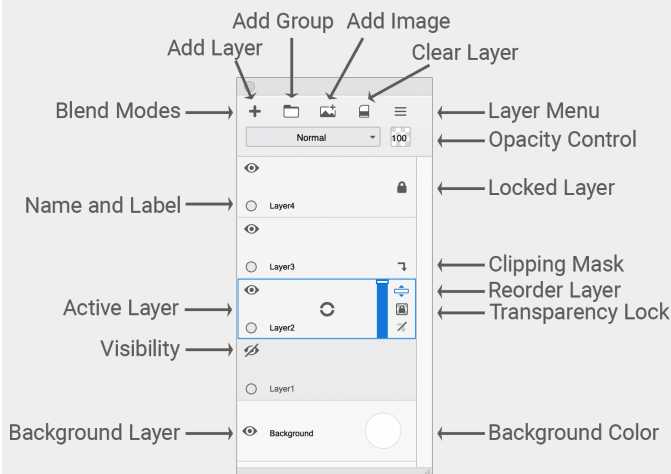 Add Group
Add Image
Add Layer
Clear Layer
Blend Modes
Layer Menu
Normal
100
Opacity Control
Locked Layer
Name and Label
Layer4
Layer3
Clipping Mask
Reorder Layer
Active Layer
Transparency Lock
Layer2
Visibility
Layer1
Background Layer
Background
Background Color